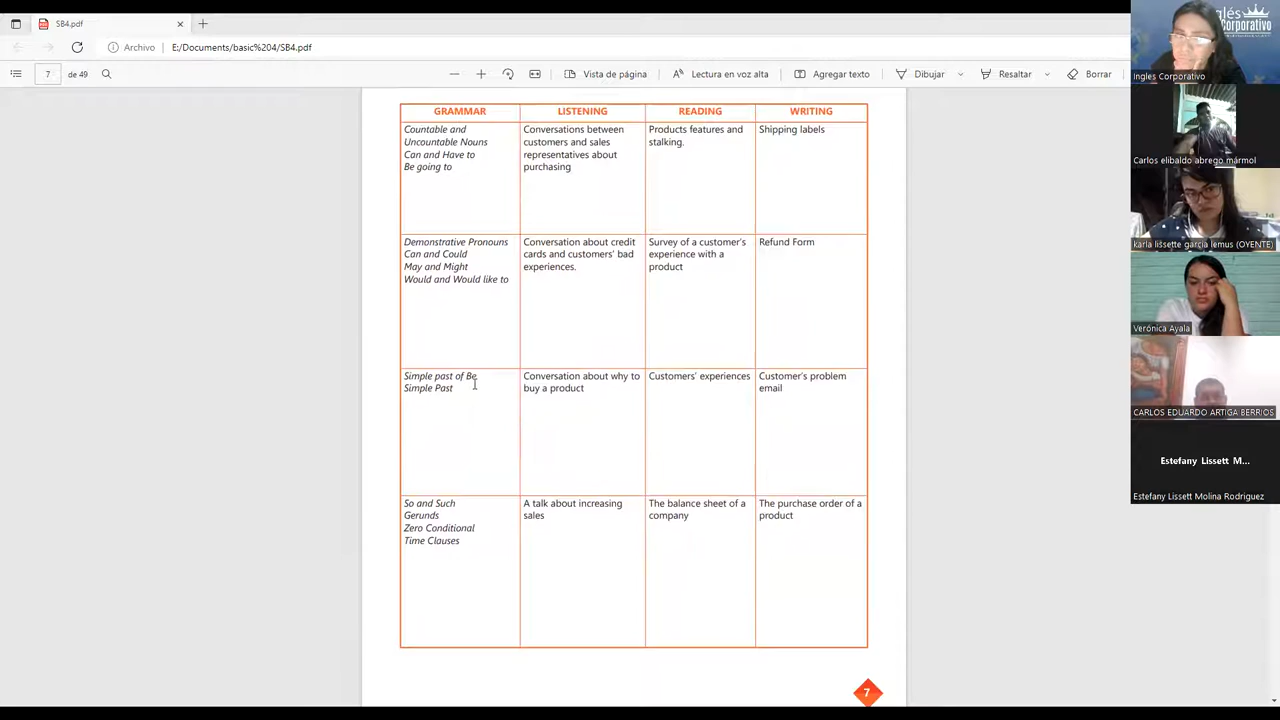 SB4.pdf
Archivo
E:/Documents/basic%204/SB4.pdf
7
de 49
Vista de página
Lectura en voz alta
Agregar texto
Dibujar
Resaltar
Borrar
GRAMMAR
LISTENING
READING
WRITING
Countable and
Uncountable Nouns
Can and Have to
Be going to
Conversations between
customers and sales
representatives about
purchasing
Products features and
stalking.
Shipping labels
Demonstrative Pronouns
Can and Could
May and Might
Would and Would like to
Conversation about credit
cards and customers' bad
experiences.
Survey of a customer's
experience with a
product
Refund Form
Simple past of Be
Simple Past
Conversation about why to
buy a product
Customers' experiences
Customer's problem
email
So and Such
Gerunds
Zero Conditional
Time Clauses
A talk about increasing
sales
The balance sheet of a
company
The purchase order of a
product
7
Ingles Corporativo
Carlos elibaldo abrego mármol
karla lissette garcia lemus (OYENTE)
Verónica Ayala
CARLOS EDUARDO ARTIGA BERRIOS
Estefany Lissett M...
Estefany Lissett Molina Rodriguez